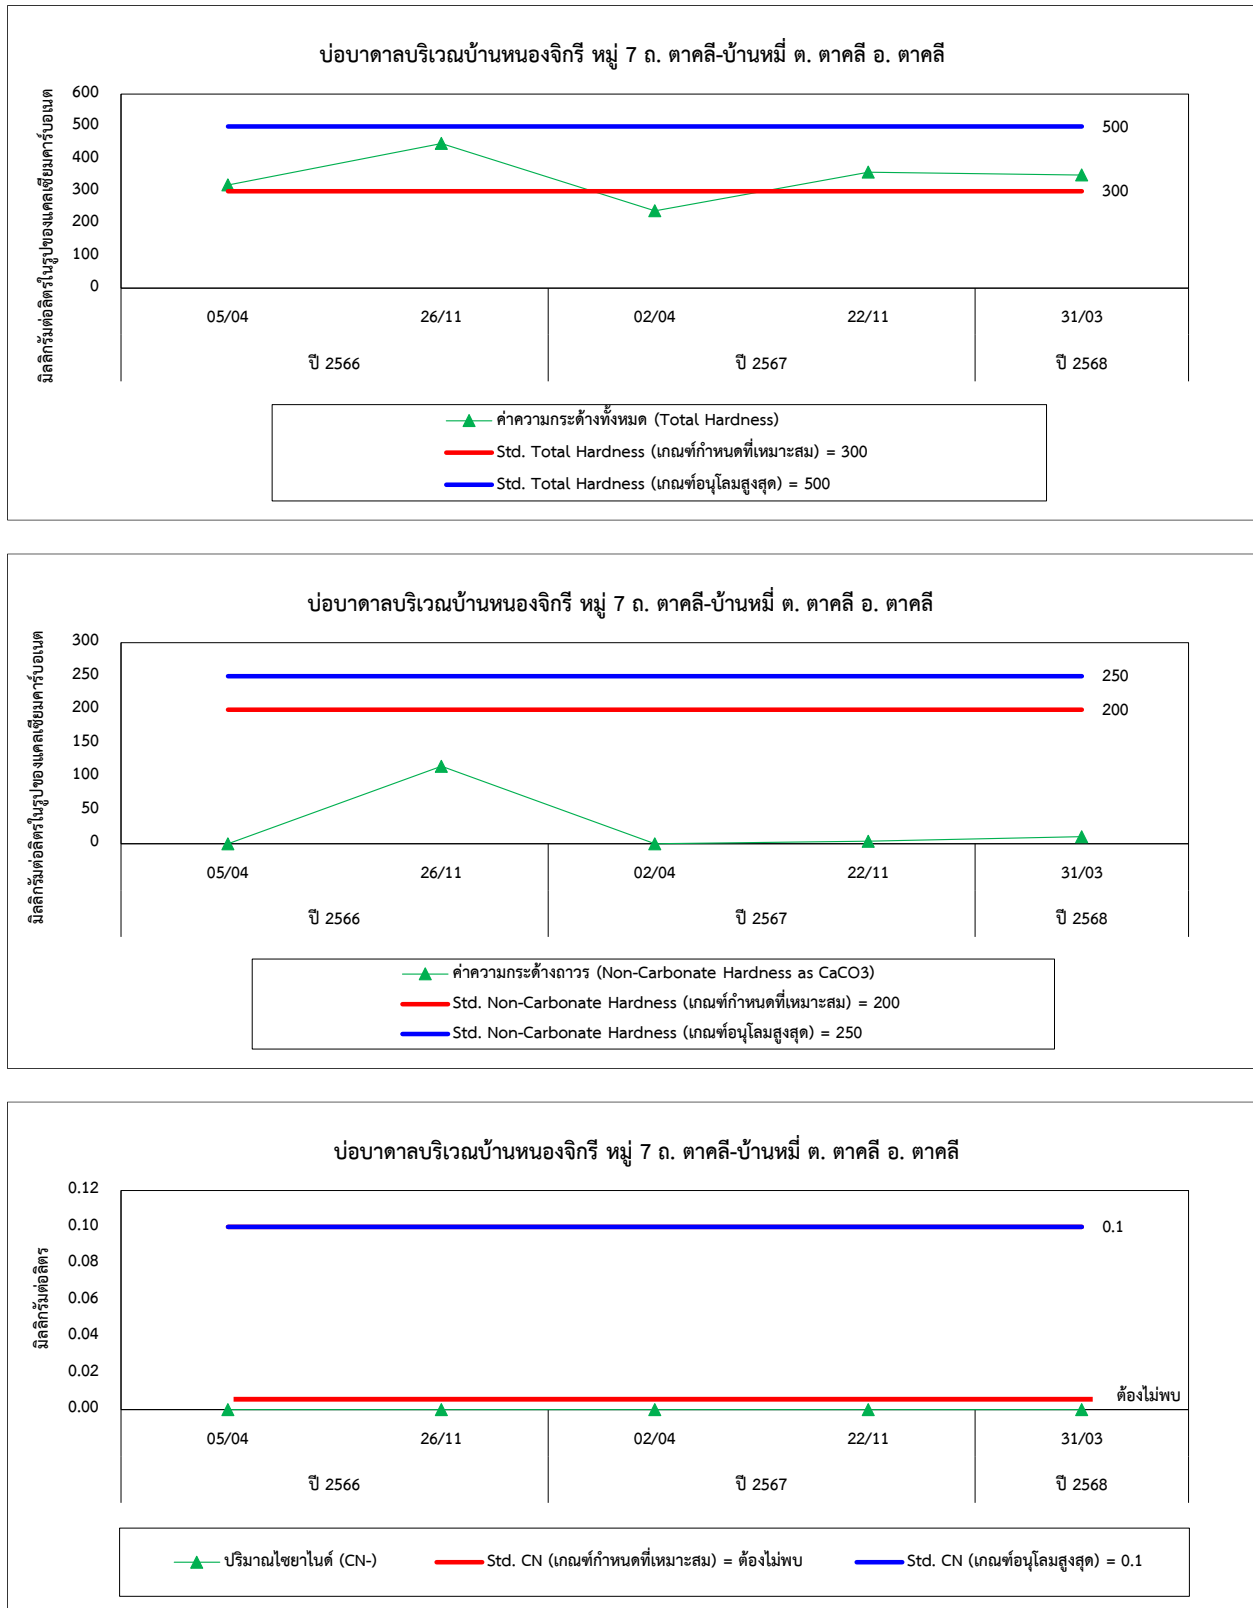 บ่อบาดาลบริเวณบ้านหนองจิกรี หมู่ 7 ถ. ตาคลี-บ้านหมี่ ต. ตาคลี อ. ตาคลี
มิลลิกรัมต่อลิตรในรูปของแคลเซียมคาร์บอเนต
600
500
400
300
200
100
0
500
300
05/04 26/11 02/04 22/11 31/03
ปี 2566 ปี 2567 ปี 2568
ค่าความกระด้างทั้งหมด (Total Hardness)
Std. Total Hardness (เกณฑ์กำหนดที่เหมาะสม) = 300
Std. Total Hardness (เกณฑ์อนุโลมสูงสุด) = 500
บ่อบาดาลบริเวณบ้านหนองจิกรี หมู่ 7 ถ. ตาคลี-บ้านหมี่ ต. ตาคลี อ. ตาคลี
มิลลิกรัมต่อลิตรในรูปของแคลเซียมคาร์บอเนต
300
250
200
150
100
50
0
250
200
05/04 26/11 02/04 22/11 31/03
ปี 2566 ปี 2567 ปี 2568
ค่าความกระด้างถาวร (Non-Carbonate Hardness as CaCO3)
Std. Non-Carbonate Hardness (เกณฑ์กำหนดที่เหมาะสม) = 200
Std. Non-Carbonate Hardness (เกณฑ์อนุโลมสูงสุด) = 250
บ่อบาดาลบริเวณบ้านหนองจิกรี หมู่ 7 ถ. ตาคลี-บ้านหมี่ ต. ตาคลี อ. ตาคลี
มิลลิกรัมต่อลิตร
0.12
0.10
0.08
0.06
0.04
0.02
0.00
0.1
ต้องไม่พบ
05/04 26/11 02/04 22/11 31/03
ปี 2566 ปี 2567 ปี 2568
ปริมาณไซยาไนด์ (CN-) Std. CN (เกณฑ์กำหนดที่เหมาะสม) = ต้องไม่พบ Std. CN (เกณฑ์อนุโลมสูงสุด) = 0.1